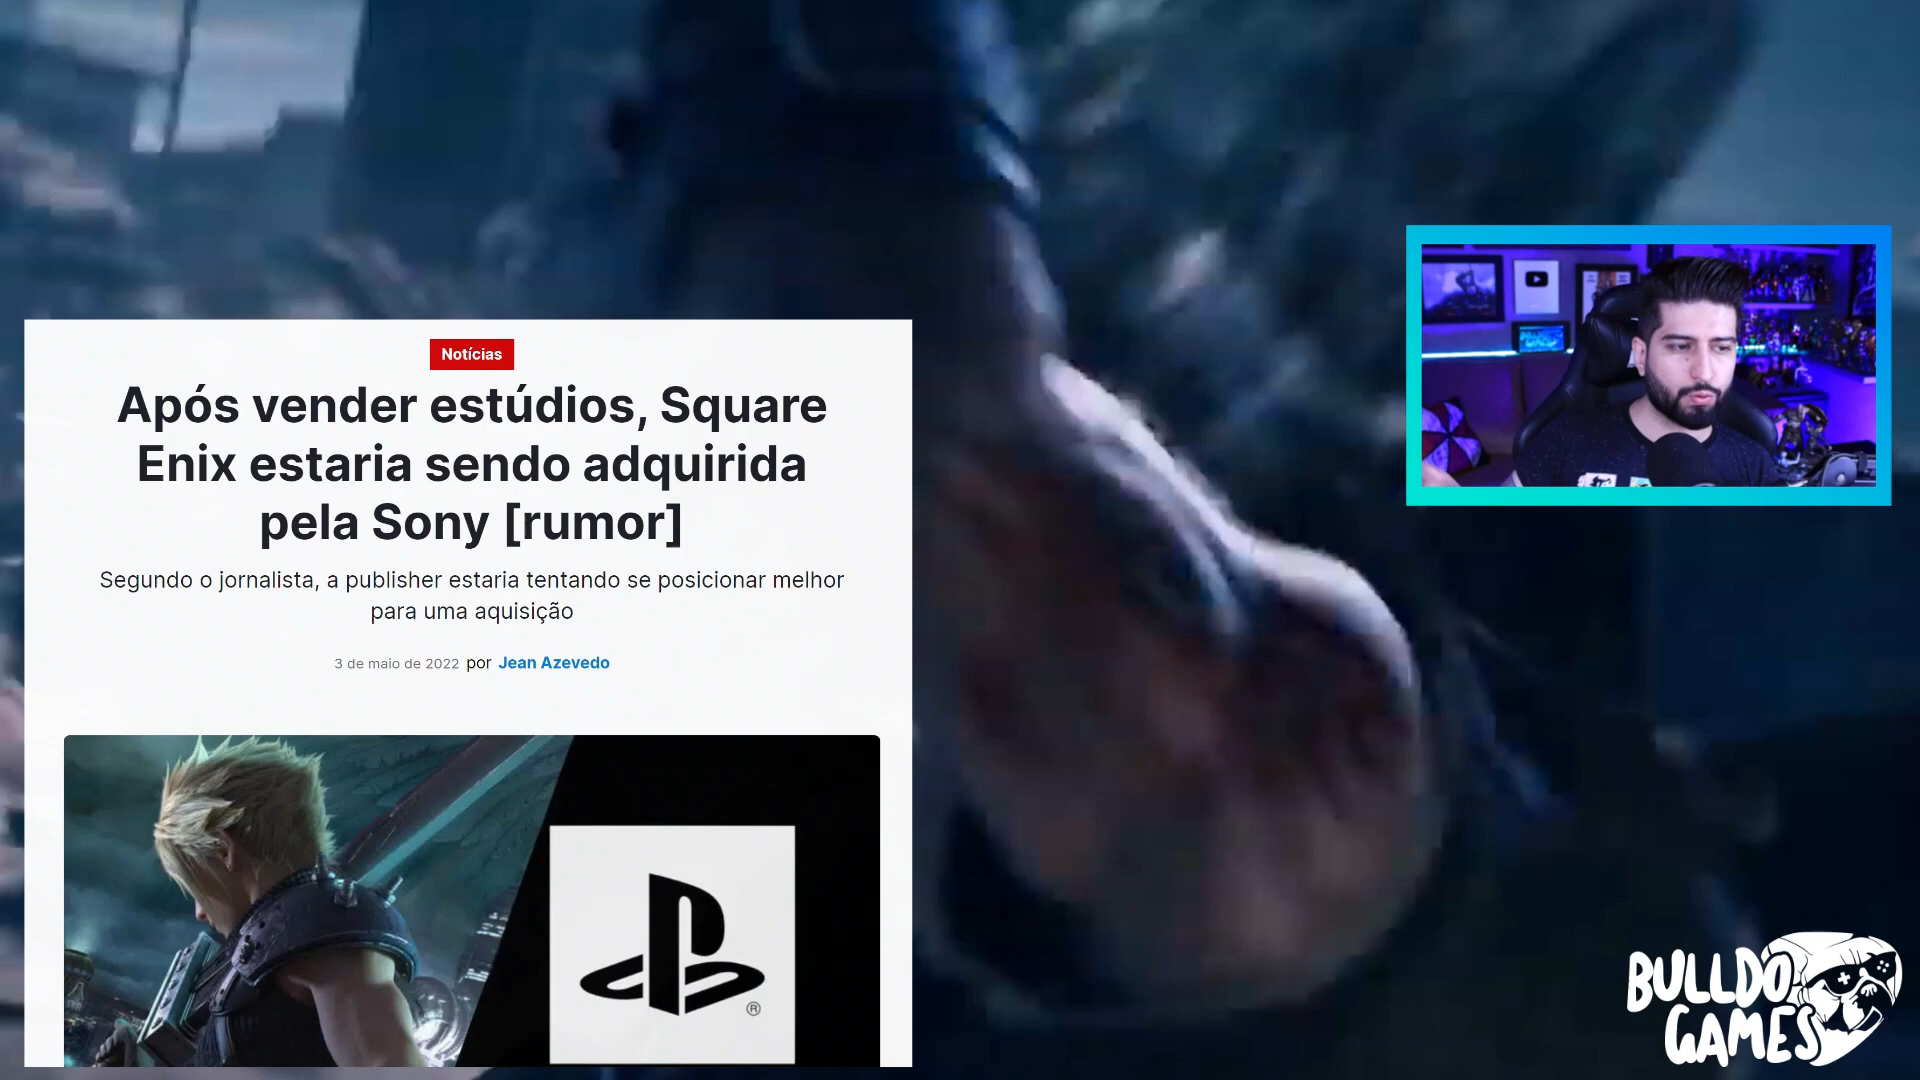 Notícias
Após vender estúdios, Square
Enix estaria sendo adquirida
pela Sony [rumor]
Segundo o jornalista, a publisher estaria tentando se posicionar melhor
para uma aquisição
3 de maio de 2022 por Jean Azevedo
®
BULLDOG
GAMES